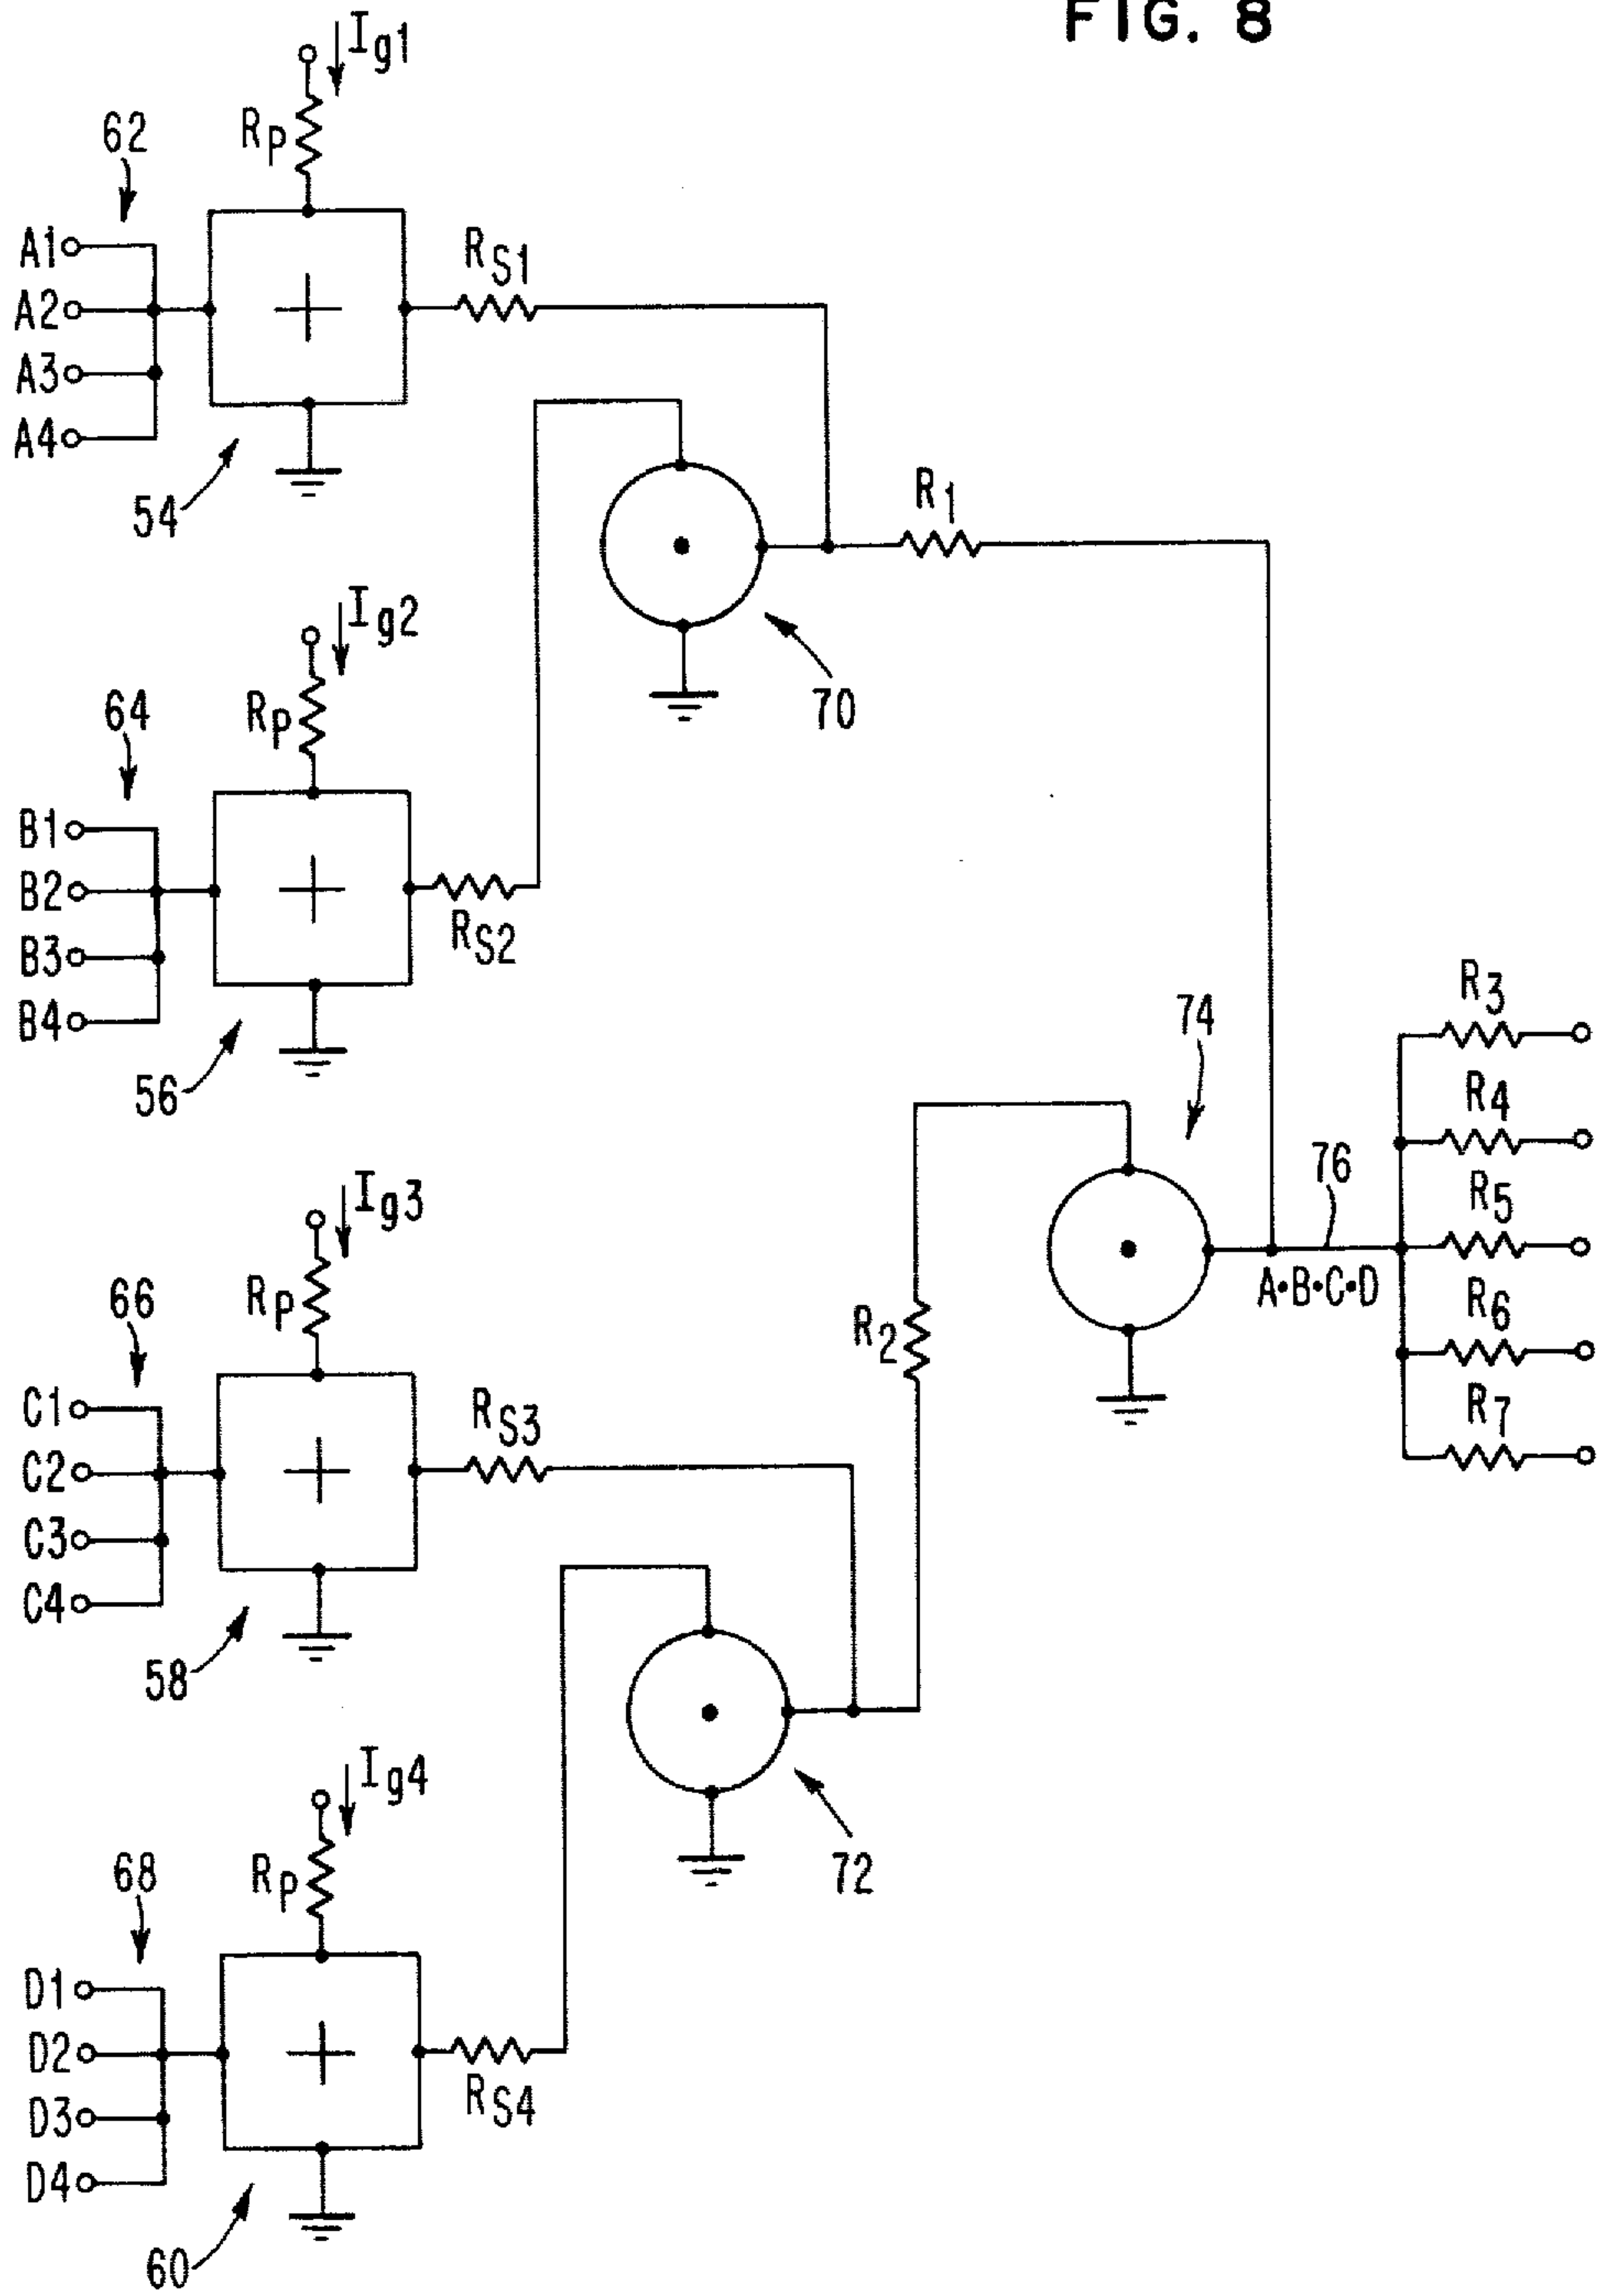 FIG. 8
Ig1
RP
62
A1
A2
A3
A4
RS1
54
R1
70
Ig2
RP
64
B1
B2
B3
B4
RS2
56
74
76
A•B•C•D
R3
R4
R5
R6
R7
R2
Ig3
RP
66
C1
C2
C3
C4
RS3
58
72
Ig4
RP
68
D1
D2
D3
D4
RS4
60